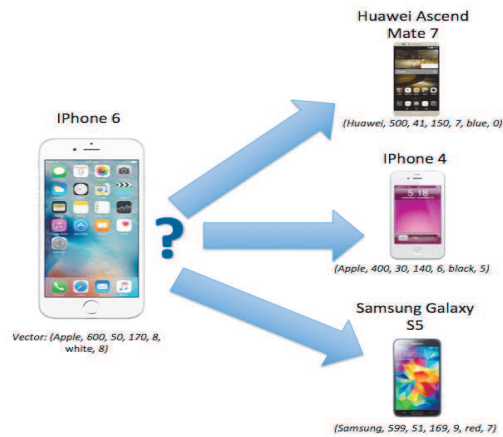 Huawei Ascend
Mate 7
(Huawei, 500, 41, 150, 7, blue, 0)
IPhone 6
?
Vector: (Apple, 600, 50, 170, 8,
white, 8)
IPhone 4
5.18
(Apple, 400, 30, 140, 6, black, 5)
Samsung Galaxy
S5
(Samsung, 599, 51, 169, 9, red, 7)